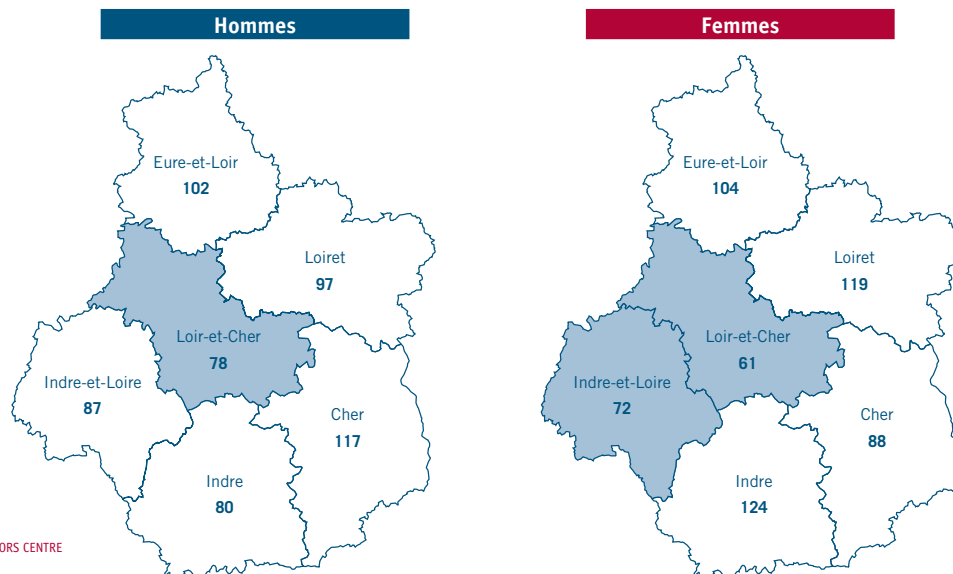 Hommes
Eure-et-Loir
102
Loiret
97
Loir-et-Cher
78
Indre-et-Loire
87
Cher
117
Indre
80
Femmes
Eure-et-Loir
104
Loiret
119
Loir-et-Cher
61
Indre-et-Loire
72
Cher
88
Indre
124
ORS CENTRE